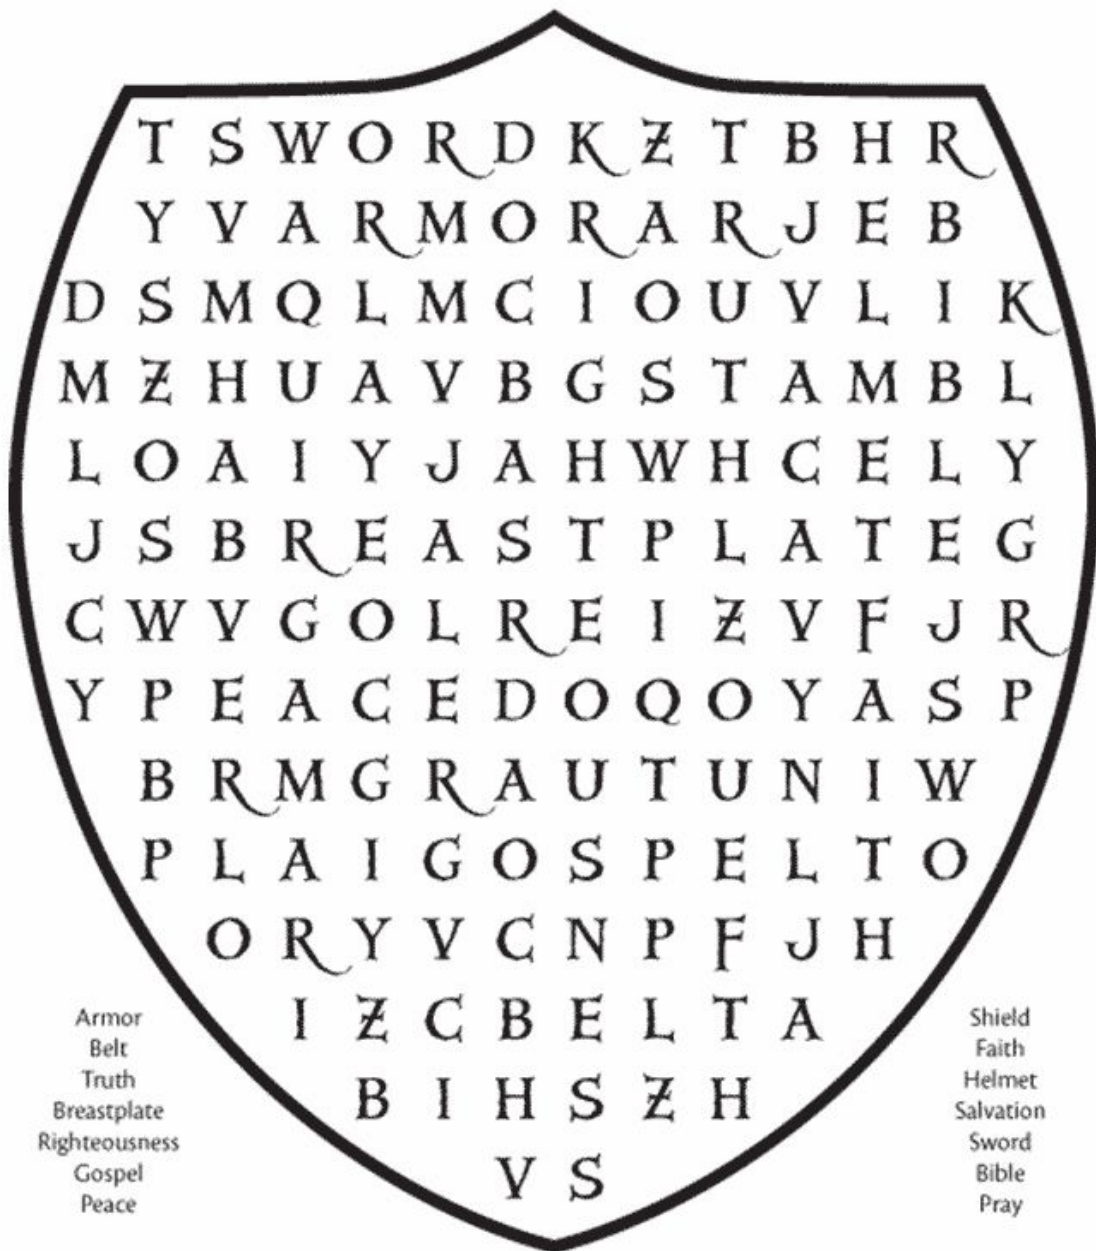 T S W O R D K Z T B H R
Y V A R M O R A R J E B
D S M Q L M C I O U V L I K
M Z H U A V B G S T A M B L
L O A I Y J A H W H C E L Y
J S B R E A S T P L A T E G
C W V G O L R E I Z V F J R
Y P E A C E D O Q O Y A S P
B R M G R A U T U N I W
P L A I G O S P E L T O
O R Y V C N P F J H
I Z C B E L T A
B I H S Z H
V S
Armor
Belt
Truth
Breastplate
Righteousness
Gospel
Peace
Shield
Faith
Helmet
Salvation
Sword
Bible
Pray